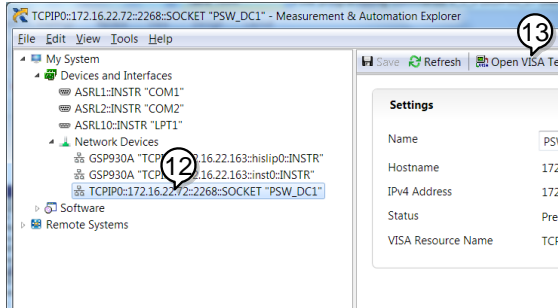 TCPIP0::172.16.22.72::2268::SOCKET "PSW_DC1" - Measurement & Automation Explorer
File Edit View Tools Help
13
My System
Devices and Interfaces
ASRL1::INSTR "COM1"
ASRL2::INSTR "COM2"
ASRL10::INSTR "LPT1"
Network Devices
GSP930A "TCP 2.16.22.163::hislip0::INSTR"
GSP930A "TCPI 2.16.22.163::inst0::INSTR"
12
TCPIP0::172.16.22.72::2268::SOCKET "PSW_DC1"
Software
Remote Systems
Save Refresh Open VISA Te
Settings
Name PS
Hostname 172
IPv4 Address 172
Status Pre
VISA Resource Name TCP